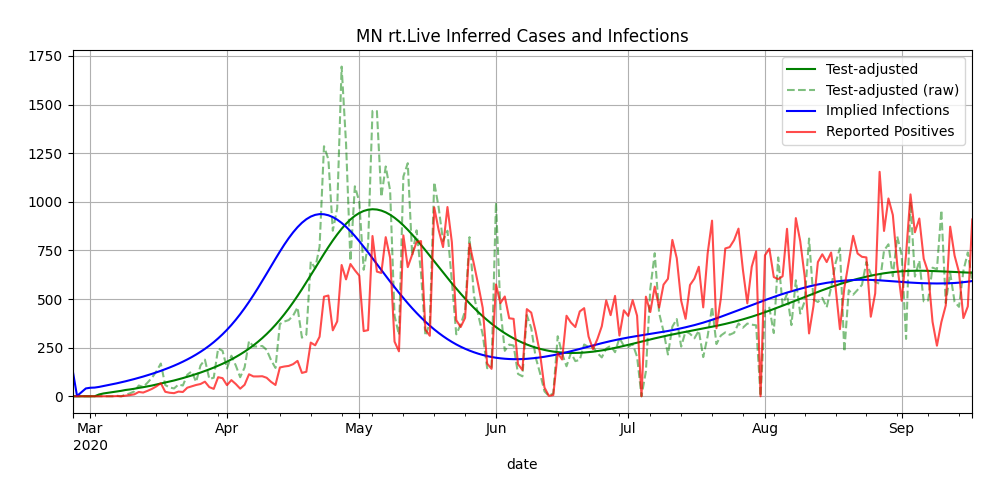 MN rt.Live Inferred Cases and Infections
1750
1500
1250
1000
750
500
250
0
Test-adjusted
Test-adjusted (raw)
Implied Infections
Reported Positives
Mar Apr May Jun Jul Aug Sep
2020
date